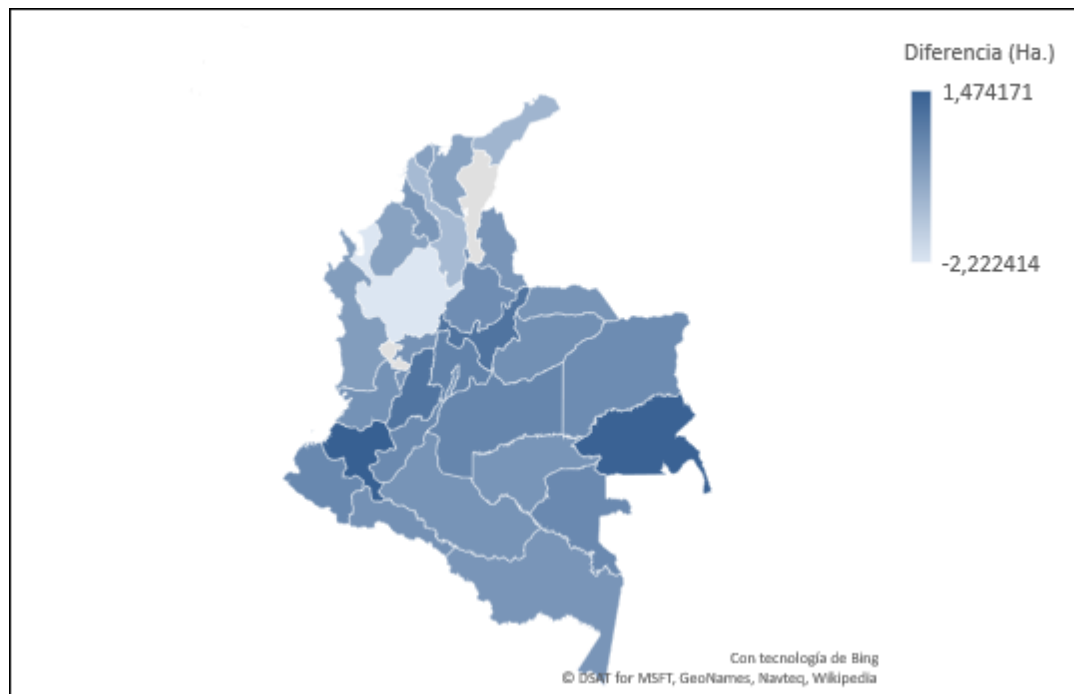 Diferencia (Ha.)
1,474171
-2,222414
Con tecnología de Bing
© DSAT for MSFT, GeoNames, Navteq, Wikipedia